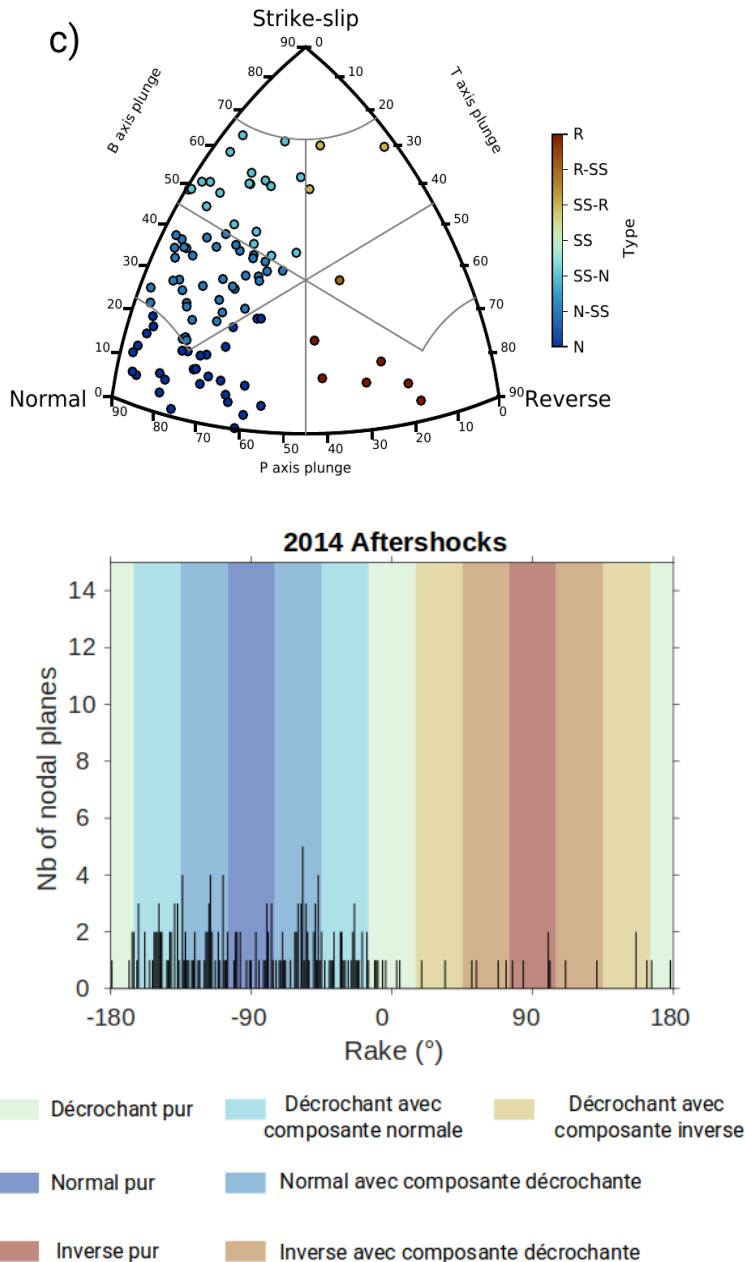 c)
Strike-slip
90 0
80 10
70 20
60 30
50 40
40 50
30 60
20 70
10 80
0 90
B axis plunge
T axis plunge
Normal
Reverse
90 80 70 60 50 40 30 20 10 0
P axis plunge
R
R-SS
SS-R
SS
SS-N
N-SS
N
Type
2014 Aftershocks
14
12
10
8
6
4
2
0
Nb of nodal planes
-180 -90 0 90 180
Rake (°)
Décrochant pur
Décrochant avec
composante normale
Décrochant avec
composante inverse
Normal pur
Normal avec composante décrochante
Inverse pur
Inverse avec composante décrochante